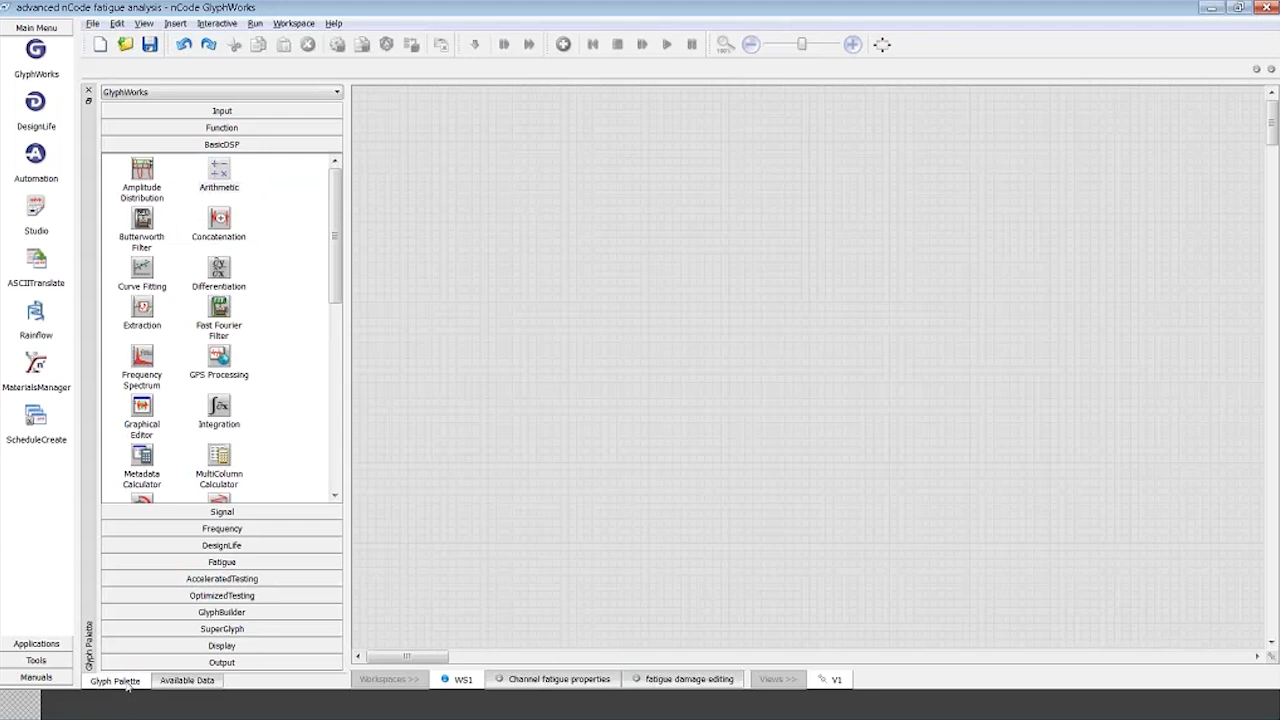 advanced nCode fatigue analysis - nCode GlyphWorks
Main Menu
File Edit View Insert Interactive Run Workspace Help
GlyphWorks
DesignLife
Automation
Studio
ASCIITranslate
Rainflow
MaterialsManager
ScheduleCreate
Applications
Tools
Manuals
100%
GlyphWorks
Input
Function
BasicDSP
Amplitude Distribution
Arithmetic
Butterworth Filter
Concatenation
Curve Fitting
Differentiation
Extraction
Fast Fourier Filter
Frequency Spectrum
GPS Processing
Graphical Editor
Integration
Metadata Calculator
MultiColumn Calculator
Signal
Frequency
DesignLife
Fatigue
AcceleratedTesting
OptimizedTesting
GlyphBuilder
SuperGlyph
Display
Output
Glyph Palette
Glyph Palette Available Data
Workspaces >> WS1 Channel fatigue properties fatigue damage editing Views >> V1